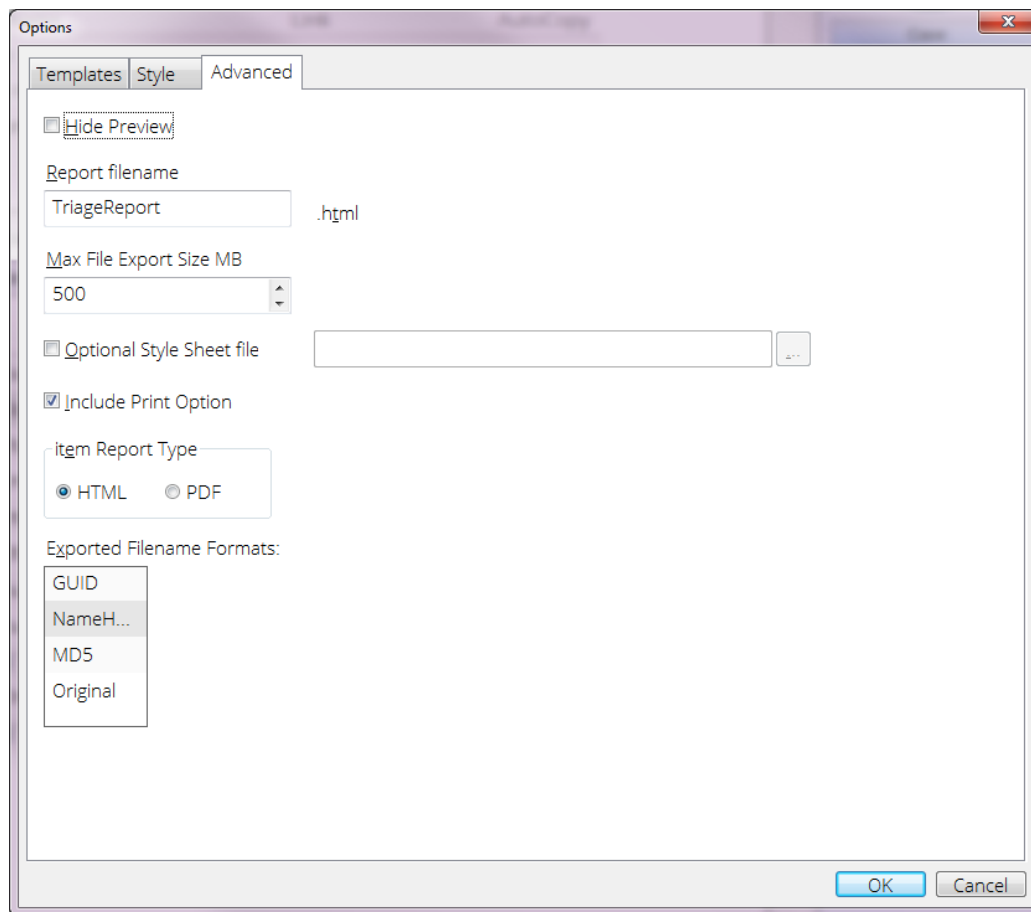 Options
Templates Style Advanced
Hide Preview
Report filename
TriageReport .html
Max File Export Size MB
500
Optional Style Sheet file ...
Include Print Option
item Report Type
HTML PDF
Exported Filename Formats:
GUID
NameH...
MD5
Original
OK Cancel